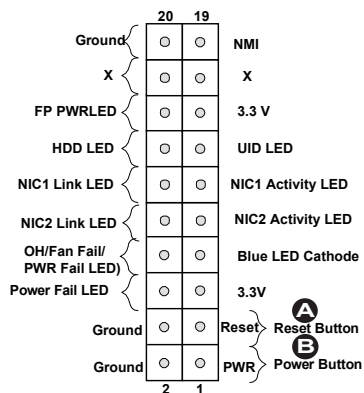 20 19
Ground NMI
X X
FP PWRLED 3.3 V
HDD LED UID LED
NIC1 Link LED NIC1 Activity LED
NIC2 Link LED NIC2 Activity LED
OH/Fan Fail/
PWR Fail LED) Blue LED Cathode
Power Fail LED 3.3V
A
Ground Reset Reset Button
B
Ground PWR Power Button
2 1